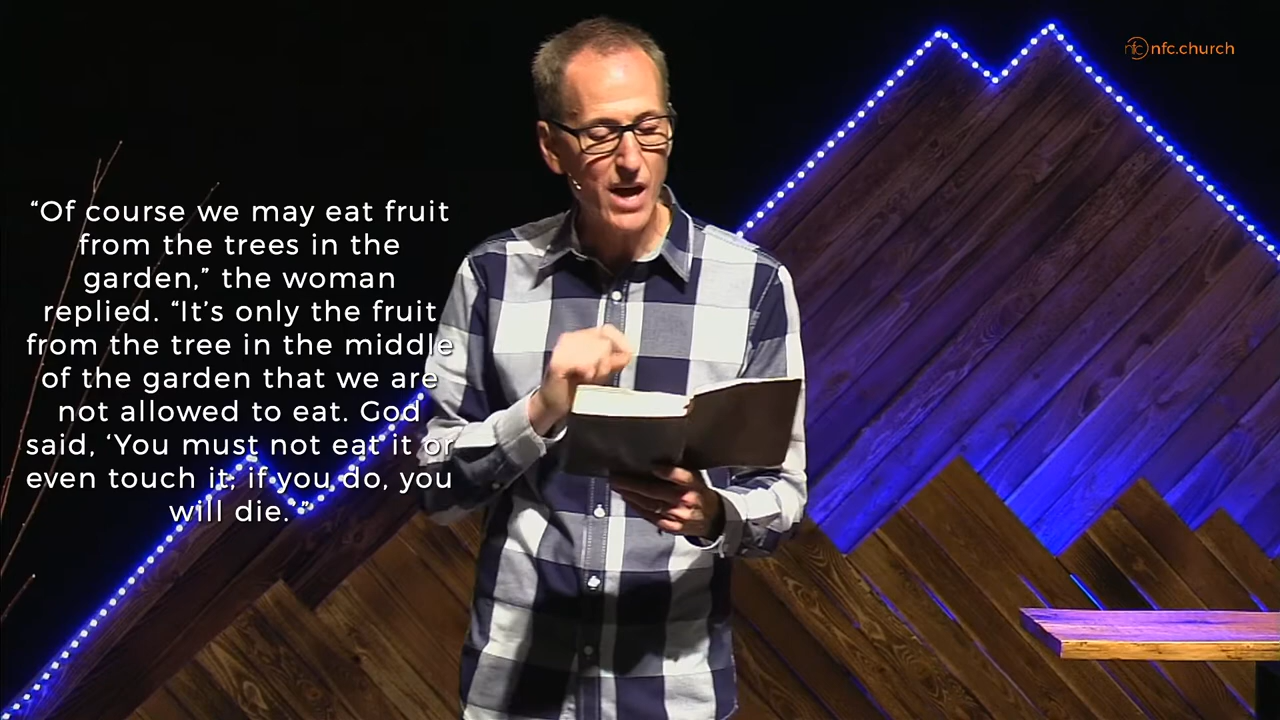 “Of course we may eat fruit
from the trees in the
garden,” the woman
replied. “It’s only the fruit
from the tree in the middle
of the garden that we are
not allowed to eat. God
said, ‘You must not eat it or
even touch it; if you do, you
will die.’”
nfc nfc.church